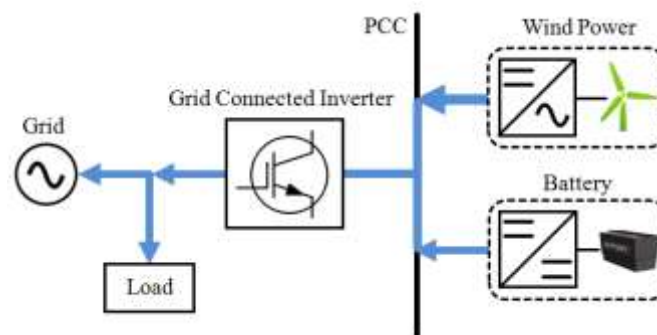 PCC
Wind Power
Grid Connected Inverter
Grid
Battery
Load